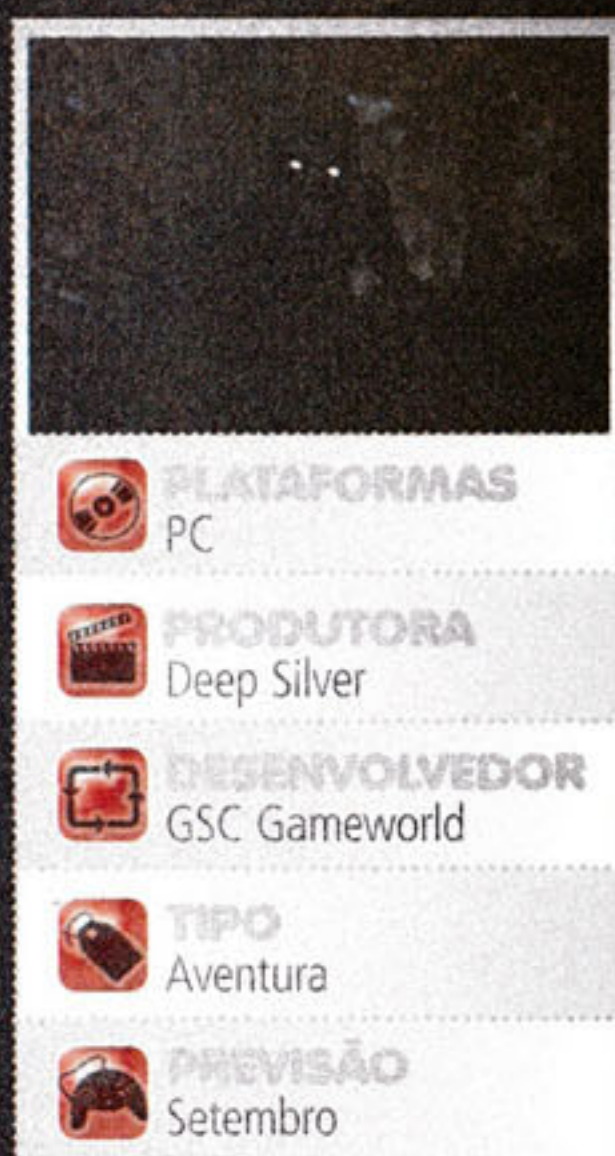 PLATAFORMAS
PC
PRODUTORA
Deep Silver
DESENVOLVEDOR
GSC Gameworld
TIPO
Aventura
PREVISÃO
Setembro